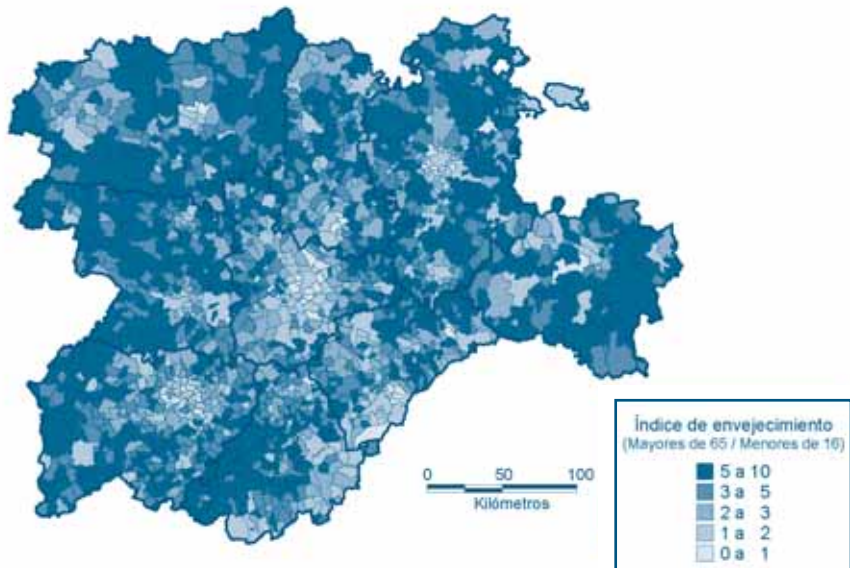 0 50 100
Kilómetros
Índice de envejecimiento
(Mayores de 65 / Menores de 16)
5 a 10
3 a 5
2 a 3
1 a 2
0 a 1